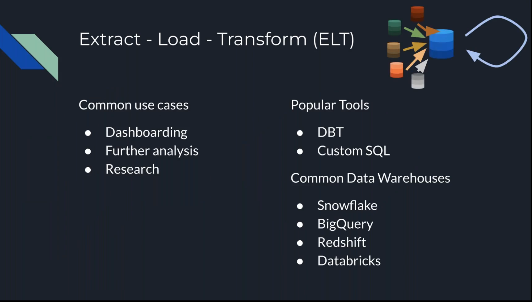 Extract - Load - Transform (ELT)
Common use cases
● Dashboarding
● Further analysis
● Research
Popular Tools
● DBT
● Custom SQL
Common Data Warehouses
● Snowflake
● BigQuery
● Redshift
● Databricks